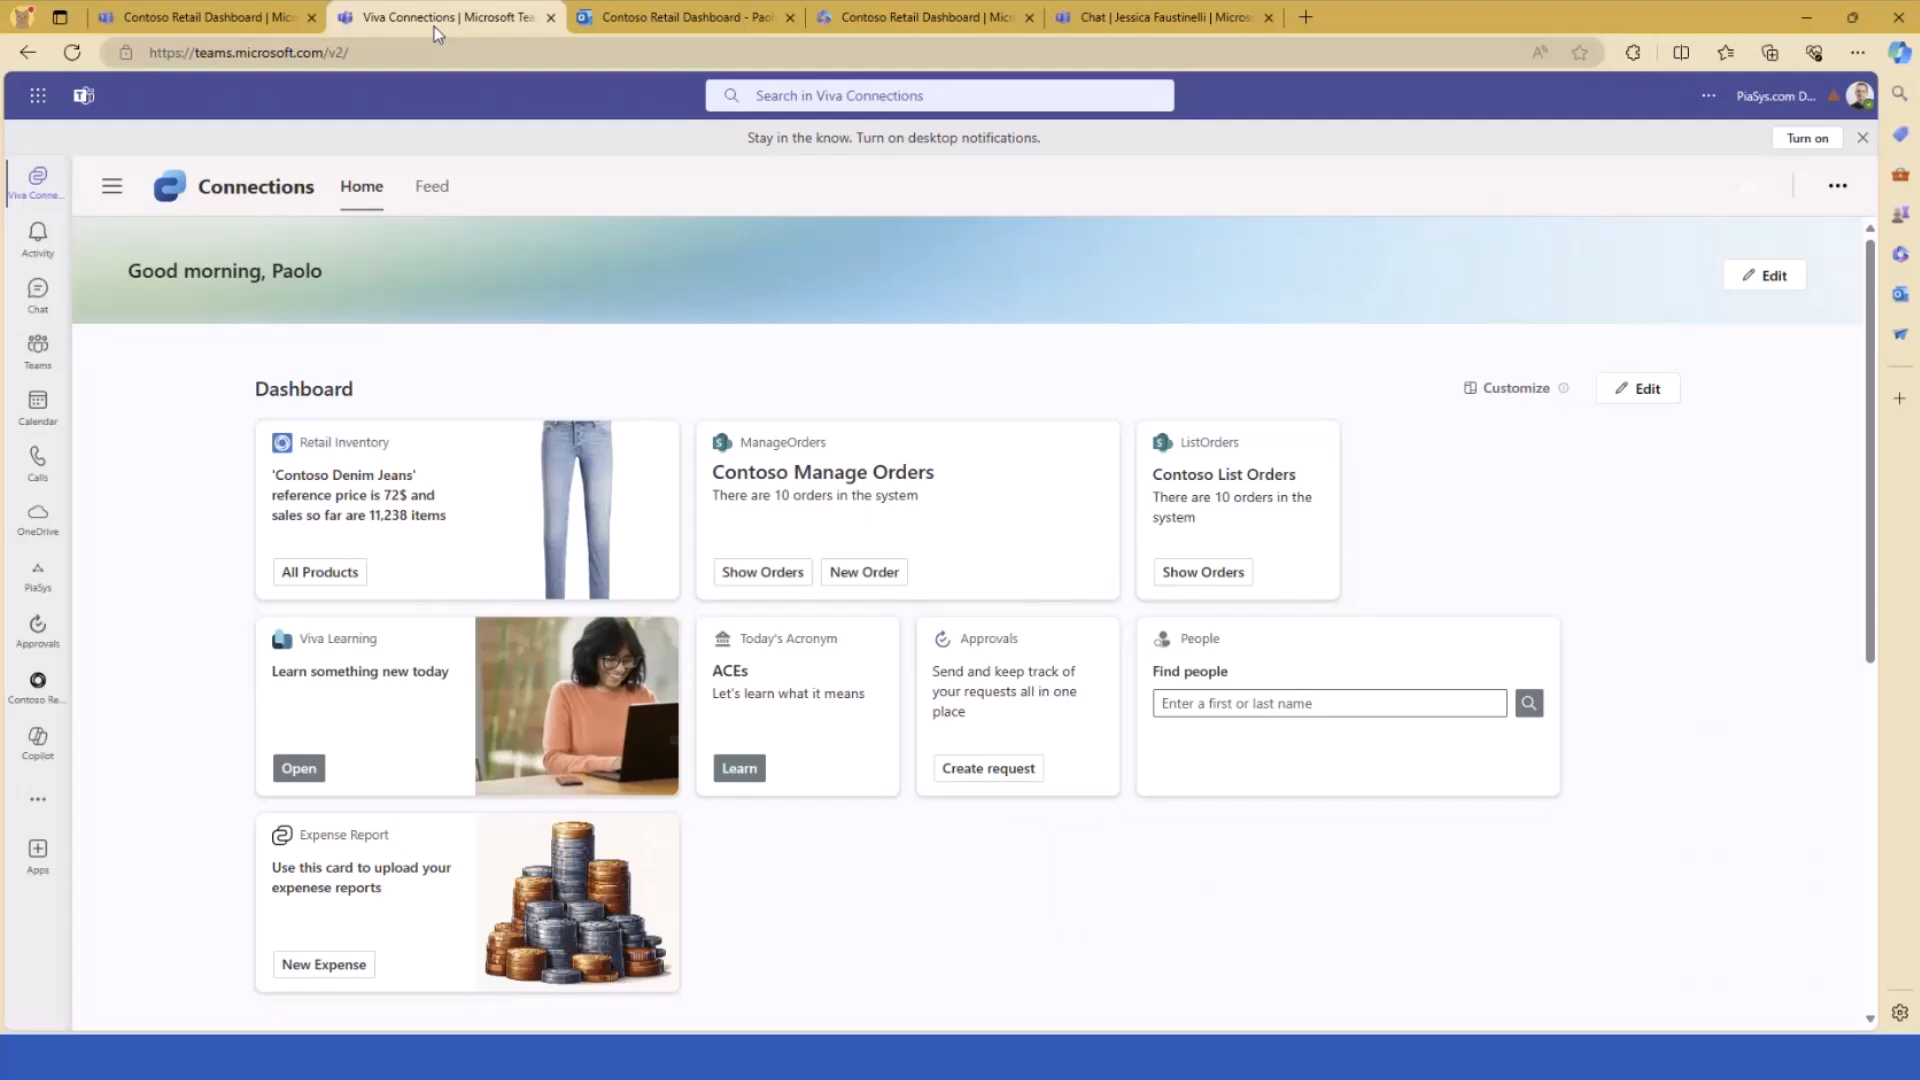 Contoso Retail Dashboard | Micro
Viva Connections | Microsoft Tea
Contoso Retail Dashboard - Paol
Contoso Retail Dashboard | Micr
Chat | Jessica Faustinelli | Micros
https://teams.microsoft.com/v2/
Search in Viva Connections
PiaSys.com D...
Stay in the know. Turn on desktop notifications.
Turn on
Viva Conne...
Activity
Chat
Teams
Calendar
Calls
OneDrive
PiaSys
Approvals
Contoso Re...
Copilot
Apps
Connections
Home
Feed
Good morning, Paolo
Edit
Dashboard
Customize
Edit
Retail Inventory
'Contoso Denim Jeans'
reference price is 72$ and
sales so far are 11,238 items
All Products
ManageOrders
Contoso Manage Orders
There are 10 orders in the system
Show Orders
New Order
ListOrders
Contoso List Orders
There are 10 orders in the
system
Show Orders
Viva Learning
Learn something new today
Open
Today's Acronym
ACEs
Let's learn what it means
Learn
Approvals
Send and keep track of
your requests all in one
place
Create request
People
Find people
Enter a first or last name
Expense Report
Use this card to upload your
expenese reports
New Expense